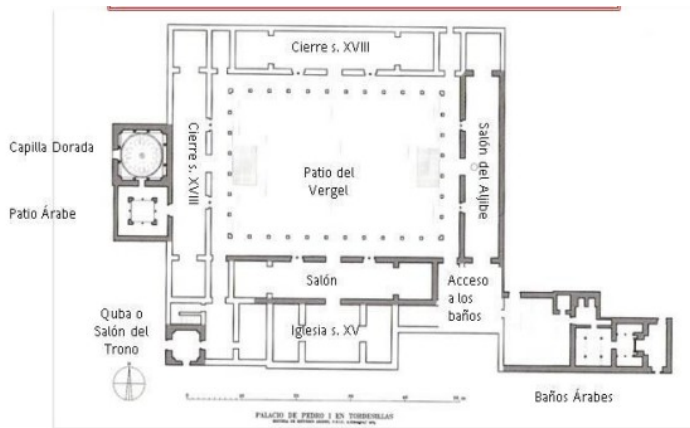 Cierre s. XVIII
Capilla Dorada
Cierre s. XVIII
Salón del Aljibe
Patio del
Vergel
Patio Árabe
Salón
Acceso
a los
baños
Quba o
Salón del
Trono
Iglesia s. XV
Baños Árabes
PALACIO DE PEDRO I EN TORDESILLAS